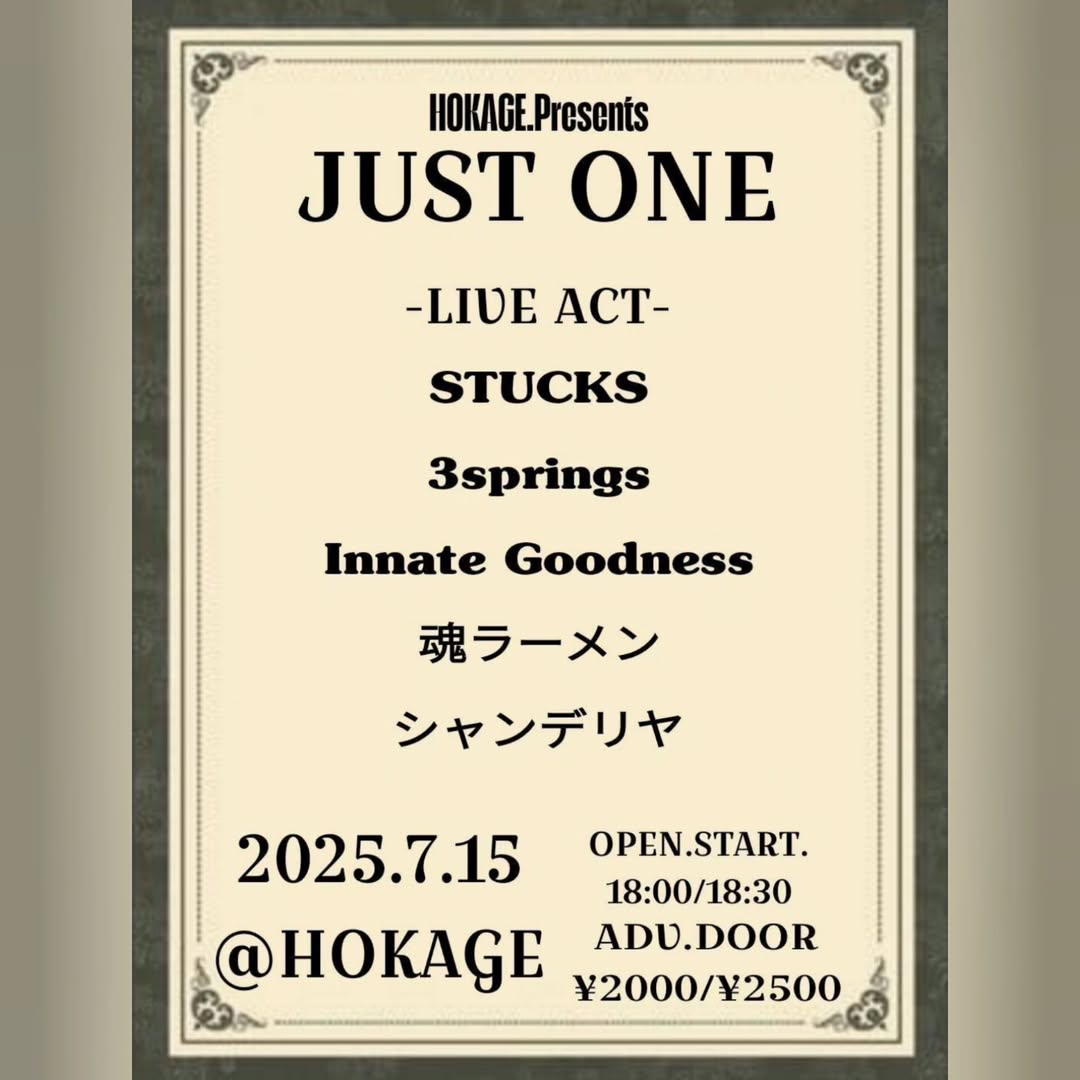 HOKAGE.Presents
JUST ONE
-LIVE ACT-
STUCKS
3springs
Innate Goodness
魂ラーメン
シャンデリヤ
2025.7.15
@HOKAGE
OPEN.START.
18:00/18:30
ADV.DOOR
¥2000/¥2500